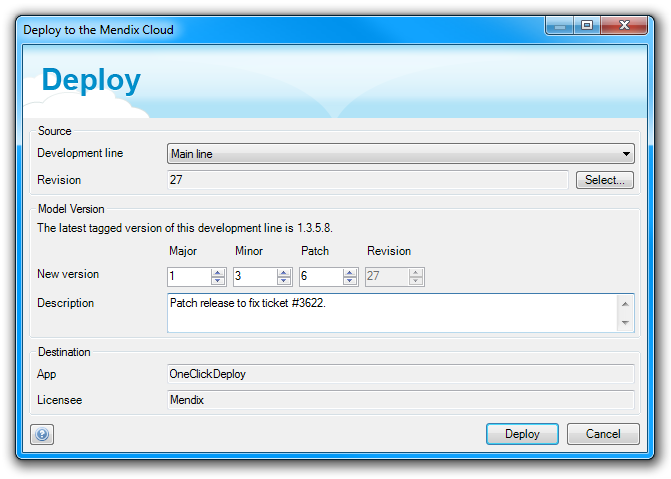 Deploy to the Mendix Cloud
Deploy
Source
Development line Main line
Revision 27 Select...
Model Version
The latest tagged version of this development line is 1.3.5.8.
Major Minor Patch Revision
New version 1 3 6 27
Description Patch release to fix ticket #3622.
Destination
App OneClickDeploy
Licensee Mendix
? Deploy Cancel